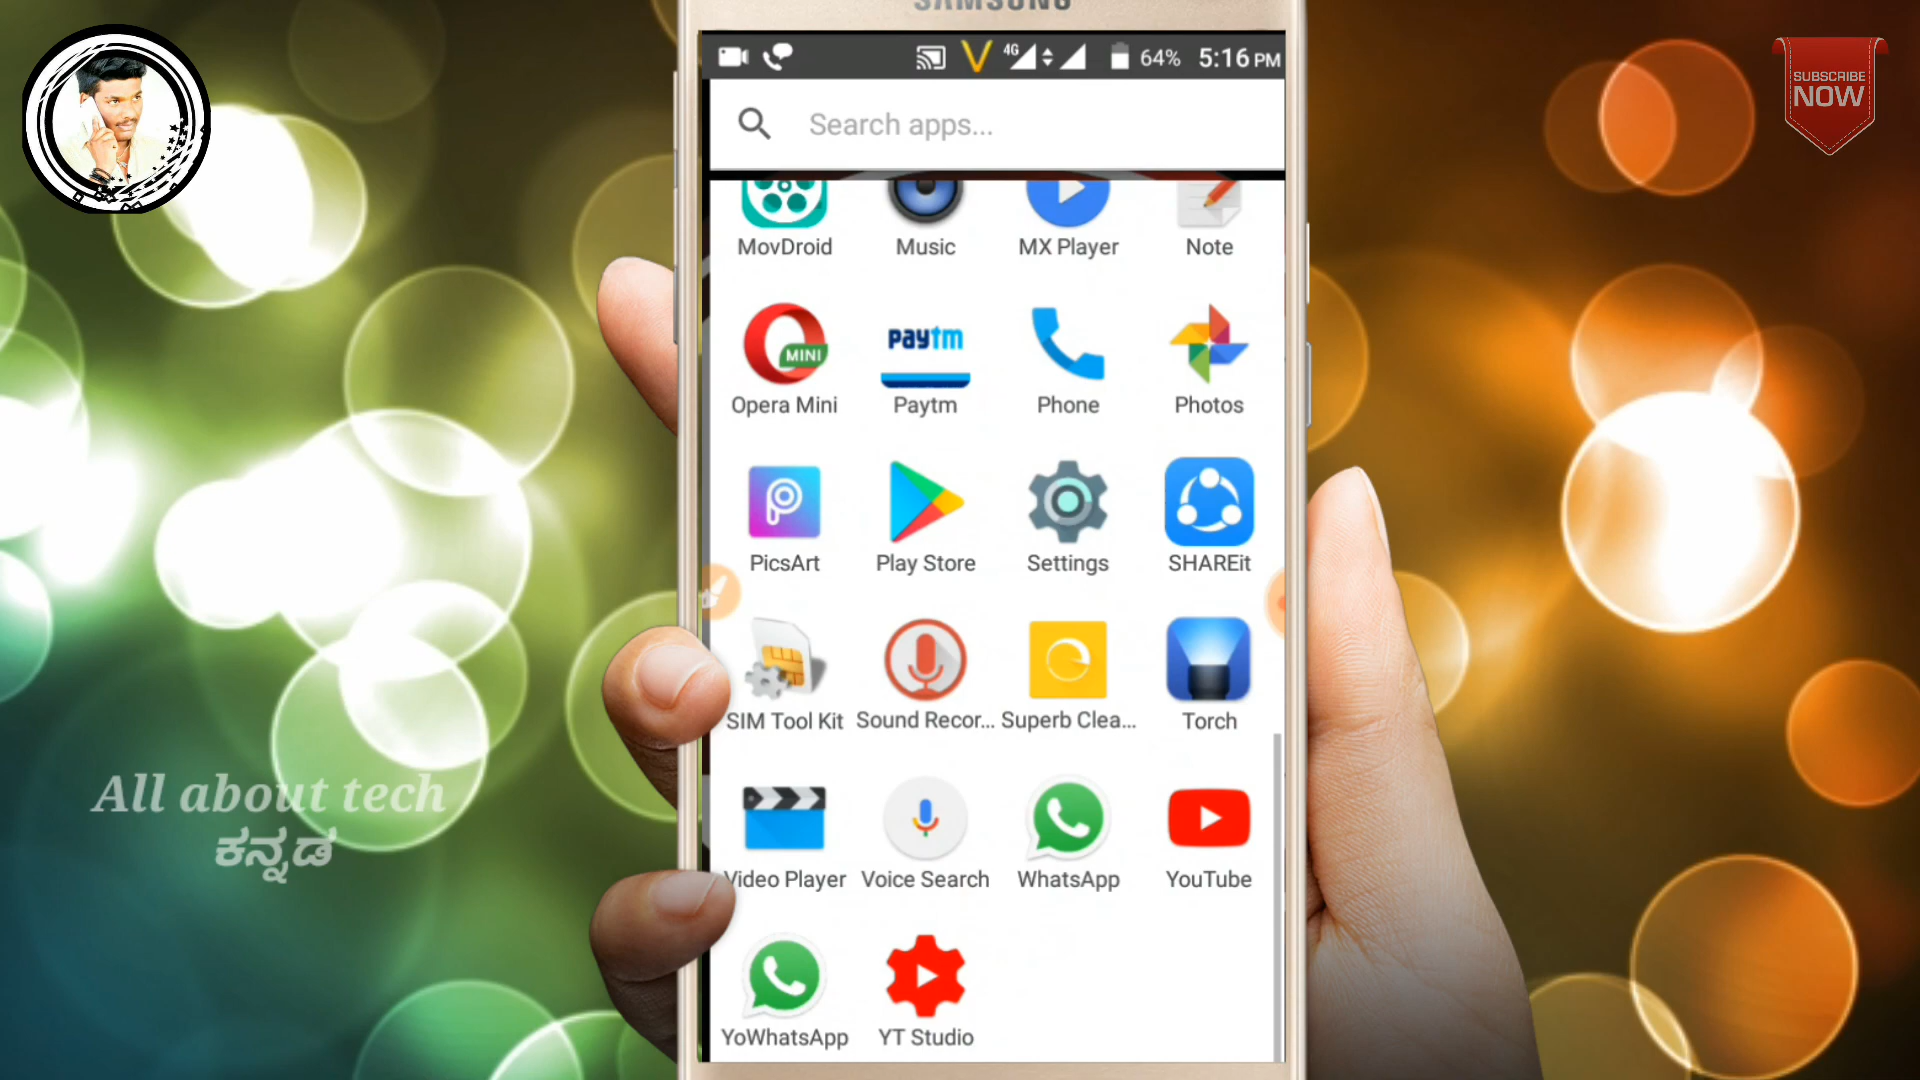 SAMSUNG
4G 64% 5:16 PM
SUBSCRIBE
NOW
Search apps...
MovDroid Music MX Player Note
MINI paytm
Opera Mini Paytm Phone Photos
PicsArt Play Store Settings SHAREit
SIM Tool Kit Sound Recor... Superb Clea... Torch
All about tech
ಕನ್ನಡ
Video Player Voice Search WhatsApp YouTube
YoWhatsApp YT Studio